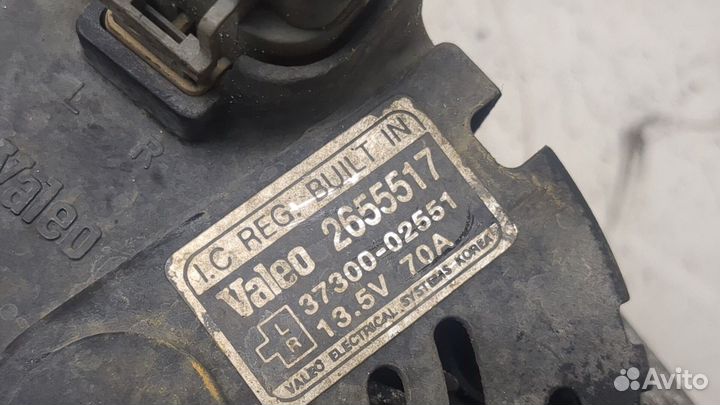 L R
Valeo
I.C REG. BUILT IN
Valeo 2655517
37300-02551
L
R
13.5V 70A
VALEO ELECTRICAL SYSTEMS KOREA
Avito